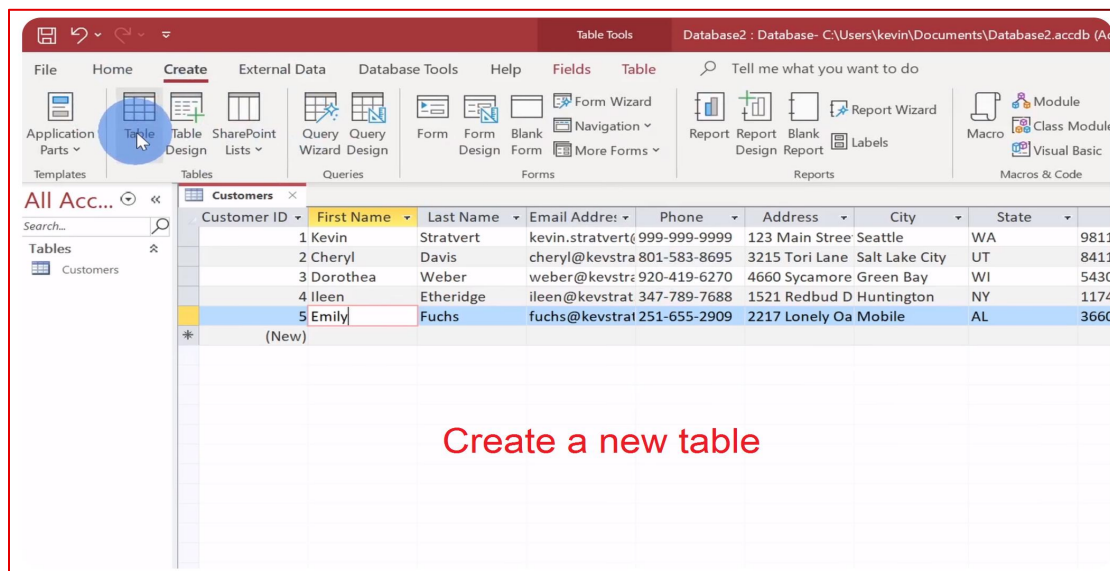 Table Tools Database2 : Database- C:\Users\kevin\Documents\Database2.accdb (Ac
File Home Create External Data Database Tools Help Fields Table Tell me what you want to do
Application Parts Table Table Design SharePoint Lists Query Wizard Query Design Form Form Design Blank Form Form Wizard Navigation More Forms Report Report Design Blank Report Report Wizard Labels Macro Module Class Module Visual Basic
Templates Tables Queries Forms Reports Macros & Code
All Acc... Customers
Search...
Tables
Customers
Customer ID First Name Last Name Email Addres Phone Address City State
1 Kevin Stratvert kevin.stratvert@ 999-999-9999 123 Main Stree Seattle WA 9811
2 Cheryl Davis cheryl@kevstra 801-583-8695 3215 Tori Lane Salt Lake City UT 8411
3 Dorothea Weber weber@kevstra 920-419-6270 4660 Sycamore Green Bay WI 5430
4 Ileen Etheridge ileen@kevstrat 347-789-7688 1521 Redbud D Huntington NY 1174
5 Emily Fuchs fuchs@kevstrat 251-655-2909 2217 Lonely Oa Mobile AL 3660
(New)
Create a new table